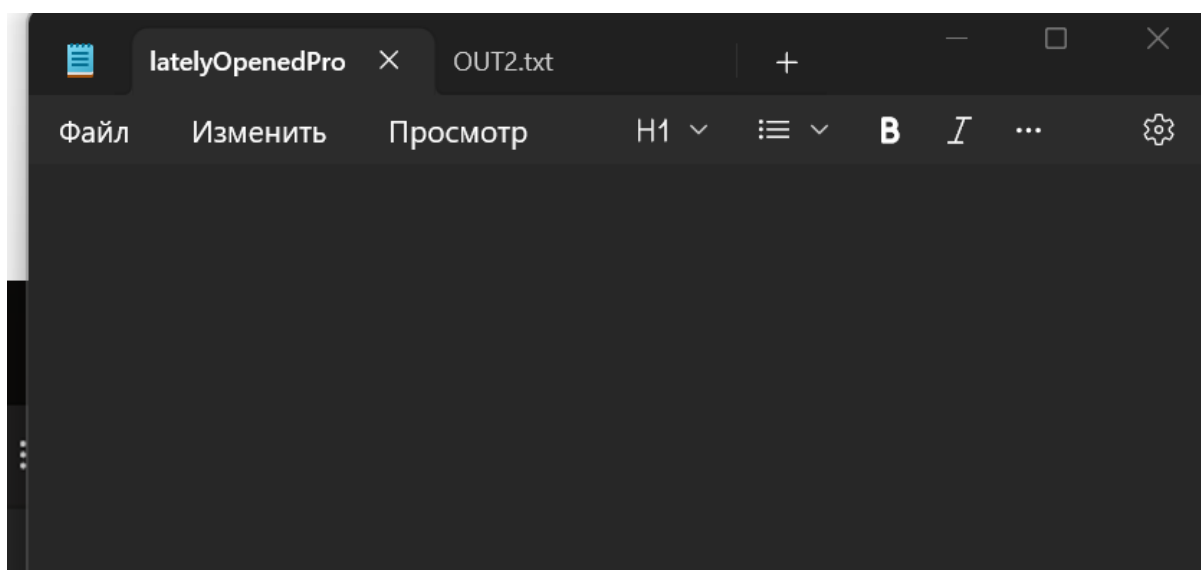 latelyOpenedPro OUT2.txt
Файл Изменить Просмотр H1 B I